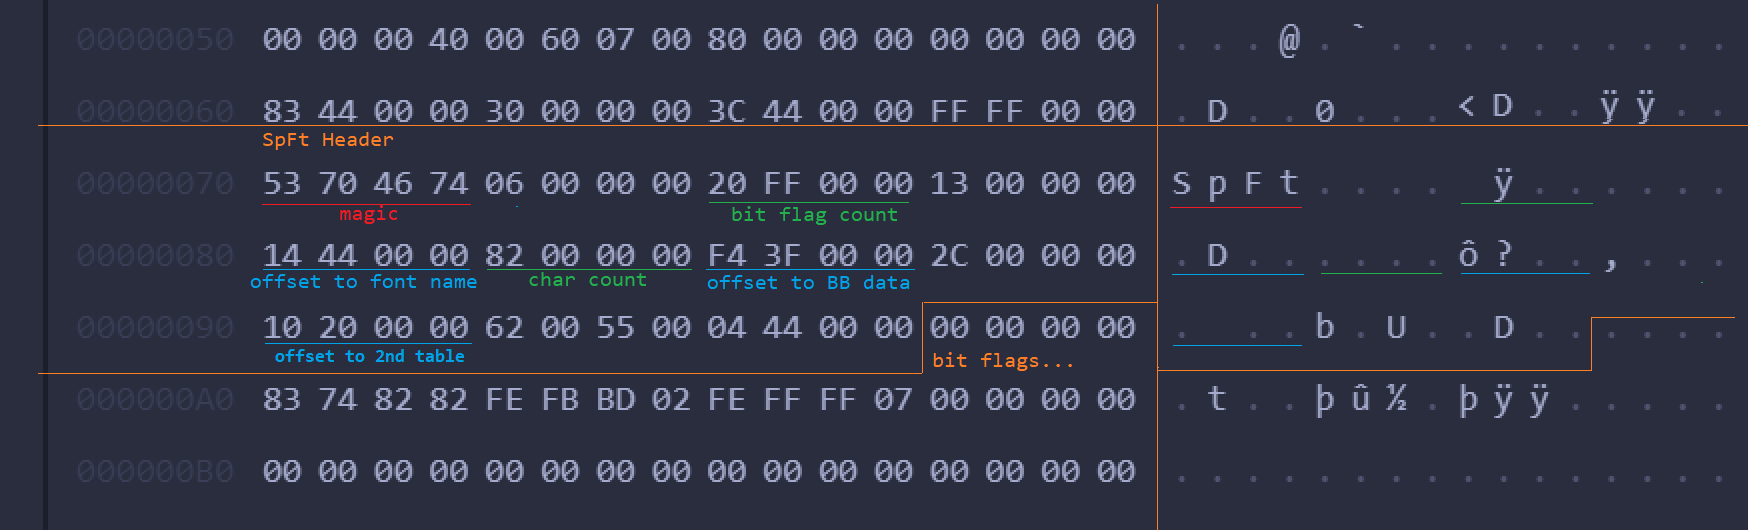 00000050 00 00 00 40 00 60 07 00 80 00 00 00 00 00 00 00 . . . @ . ` . . . . . . . . . .
00000060 83 44 00 00 30 00 00 00 3C 44 00 00 FF FF 00 00 . D . . 0 . . . < D . . ÿ ÿ . .
SpFt Header
00000070 53 70 46 74 06 00 00 00 20 FF 00 00 13 00 00 00 S p F t . . . .   ÿ . . . . . .
magic bit flag count
00000080 14 44 00 00 82 00 00 00 F4 3F 00 00 2C 00 00 00 . D . . . . . . ô ? . . , . . .
offset to font name char count offset to BB data
00000090 10 20 00 00 62 00 55 00 04 44 00 00 00 00 00 00 .   . . b . U . . D . . . . . .
offset to 2nd table bit flags...
000000A0 83 74 82 82 FE FB BD 02 FE FF FF 07 00 00 00 00 . t . . þ û ½ . þ ÿ ÿ . . . . .
000000B0 00 00 00 00 00 00 00 00 00 00 00 00 00 00 00 00 . . . . . . . . . . . . . . . .